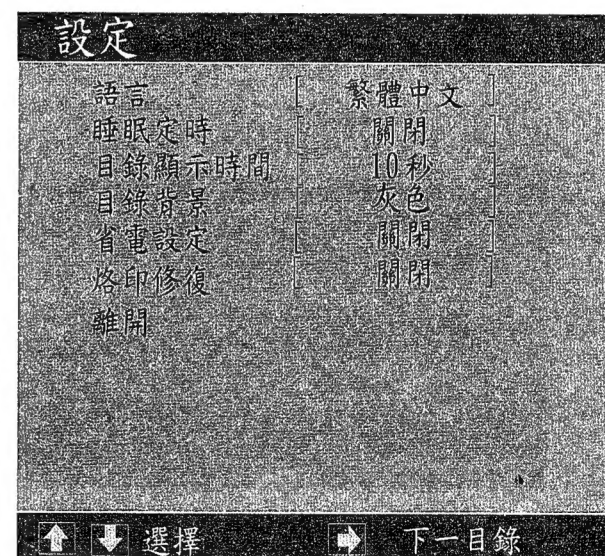 設定
語言 [ 繁體中文 ]
睡眠定時 [ 關閉 ]
目錄顯示時間 [ 10秒 ]
目錄背景 [ 灰色 ]
省電設定 [ 關閉 ]
烙印修復 [ 關閉 ]
離開
選擇 下一目錄